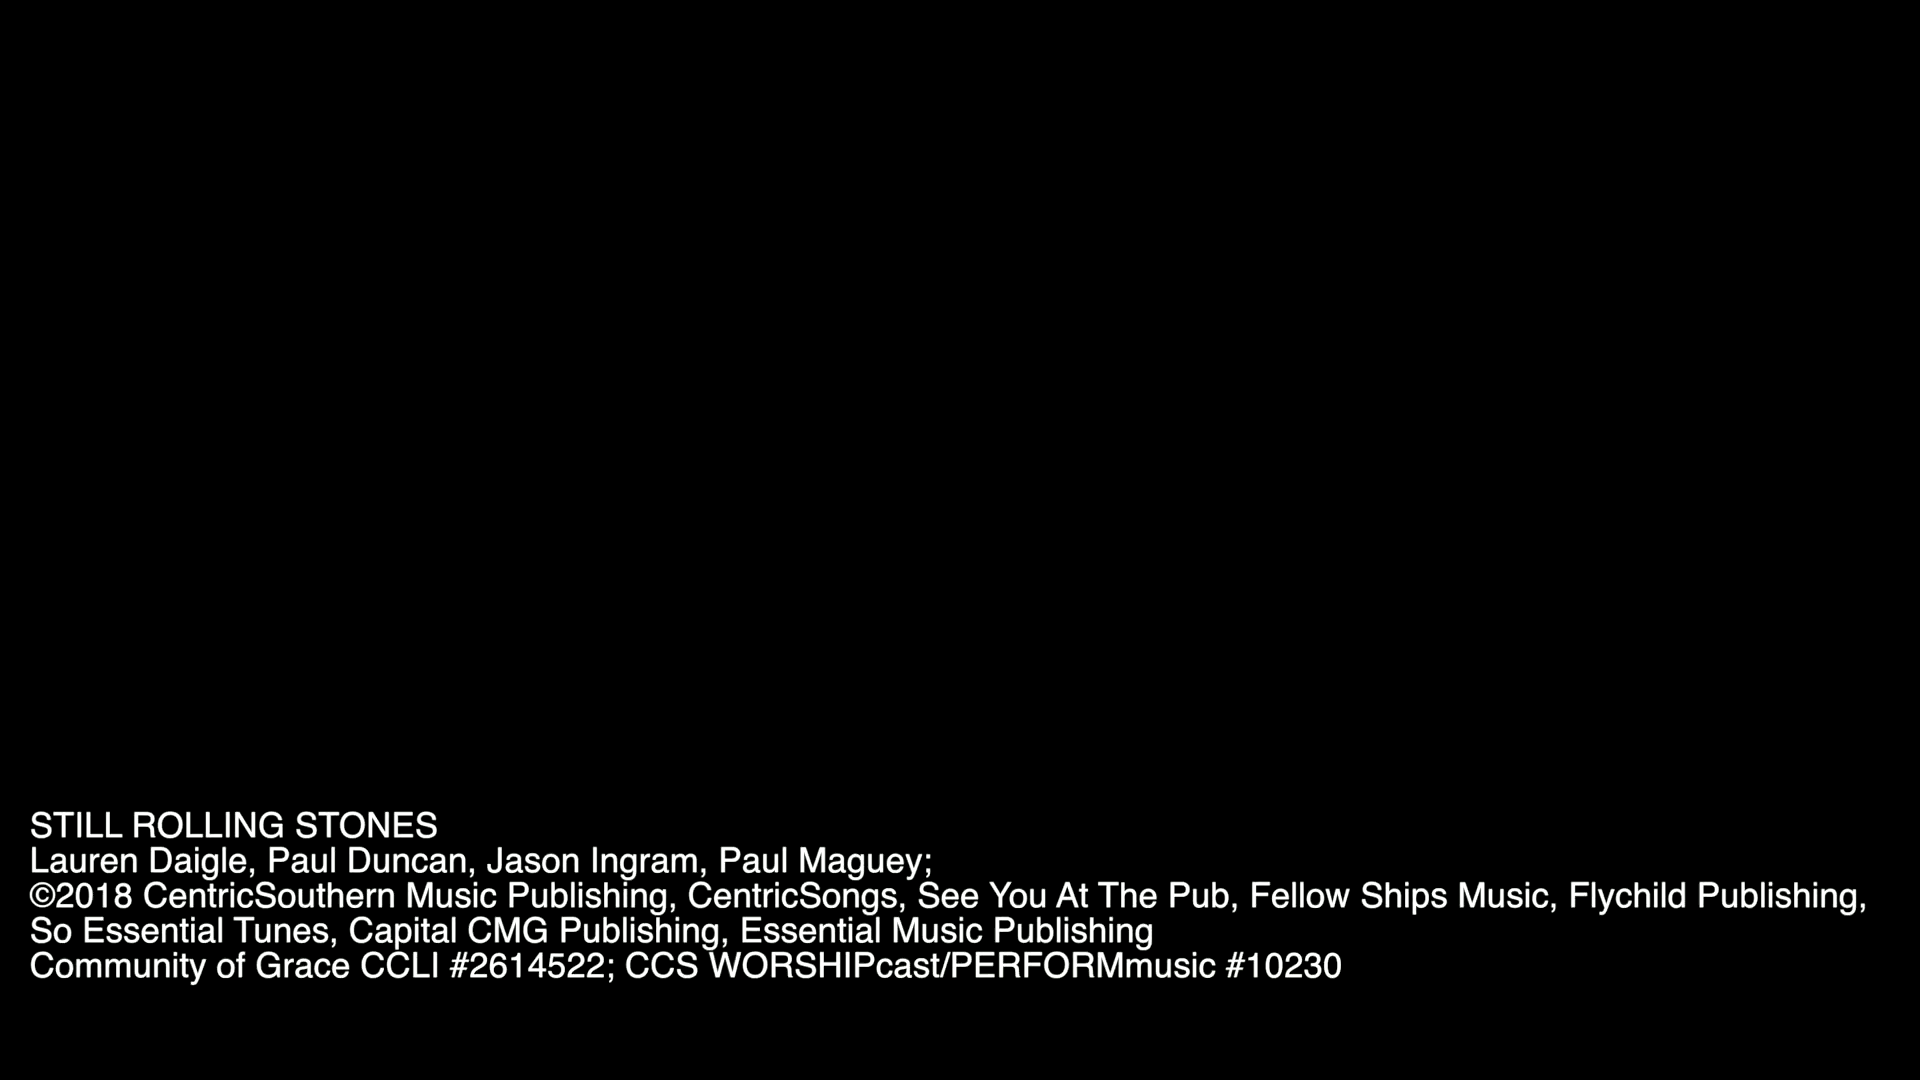 STILL ROLLING STONES
Lauren Daigle, Paul Duncan, Jason Ingram, Paul Maguey;
©2018 CentricSouthern Music Publishing, CentricSongs, See You At The Pub, Fellow Ships Music, Flychild Publishing,
So Essential Tunes, Capital CMG Publishing, Essential Music Publishing
Community of Grace CCLI #2614522; CCS WORSHIPcast/PERFORMmusic #10230